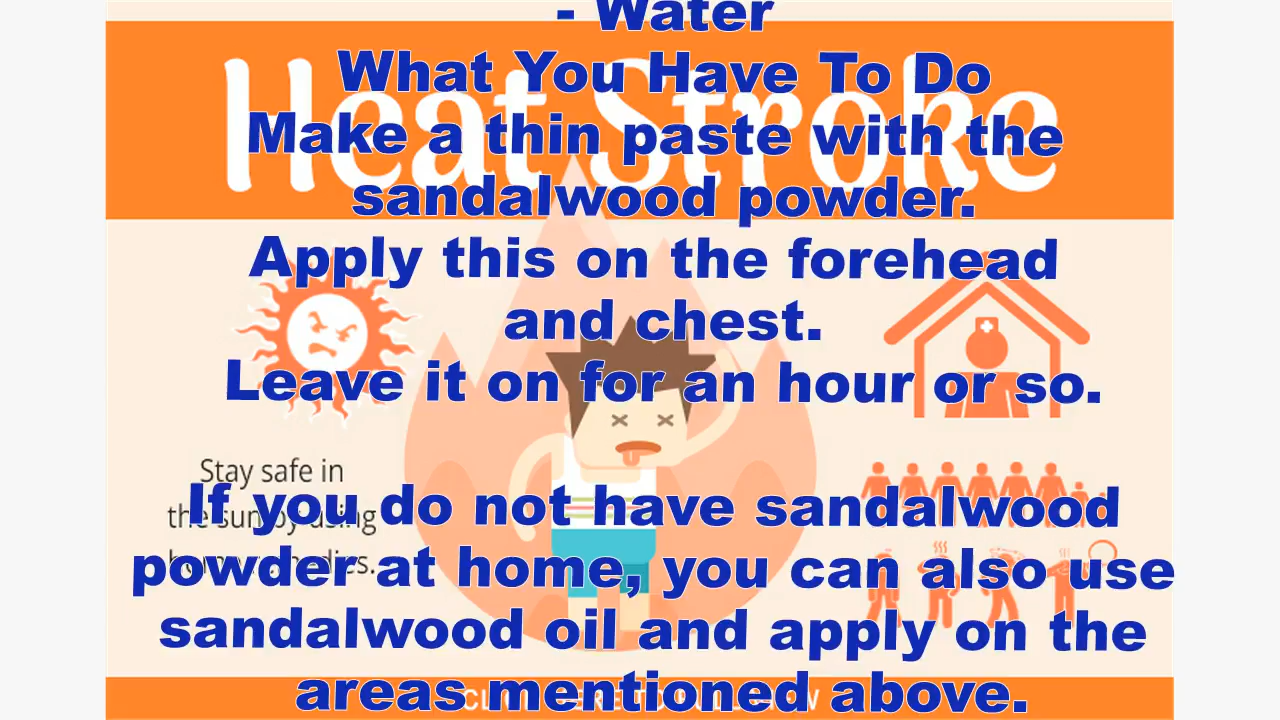 - Water
What You Have To Do
Heat Stroke
Make a thin paste with the
sandalwood powder.
Apply this on the forehead
and chest.
Leave it on for an hour or so.
Stay safe in
the sun by using
If you do not have sandalwood
powder at home, you can also use
sandalwood oil and apply on the
areas mentioned above.